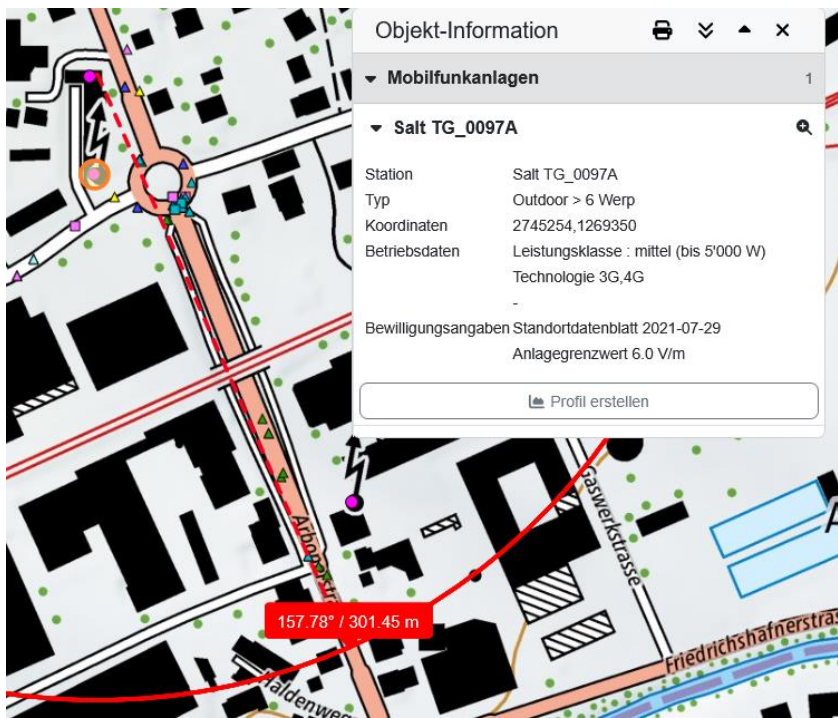 Objekt-Information
Mobilfunkanlagen 1
Salt TG_0097A
Station Salt TG_0097A
Typ Outdoor > 6 Werp
Koordinaten 2745254,1269350
Betriebsdaten Leistungsklasse : mittel (bis 5'000 W)
Technologie 3G,4G
-
Bewilligungsangaben Standortdatenblatt 2021-07-29
Anlagegrenzwert 6.0 V/m
Profil erstellen
Gaswerkstrasse
157.78° / 301.45 m
Haldenweg